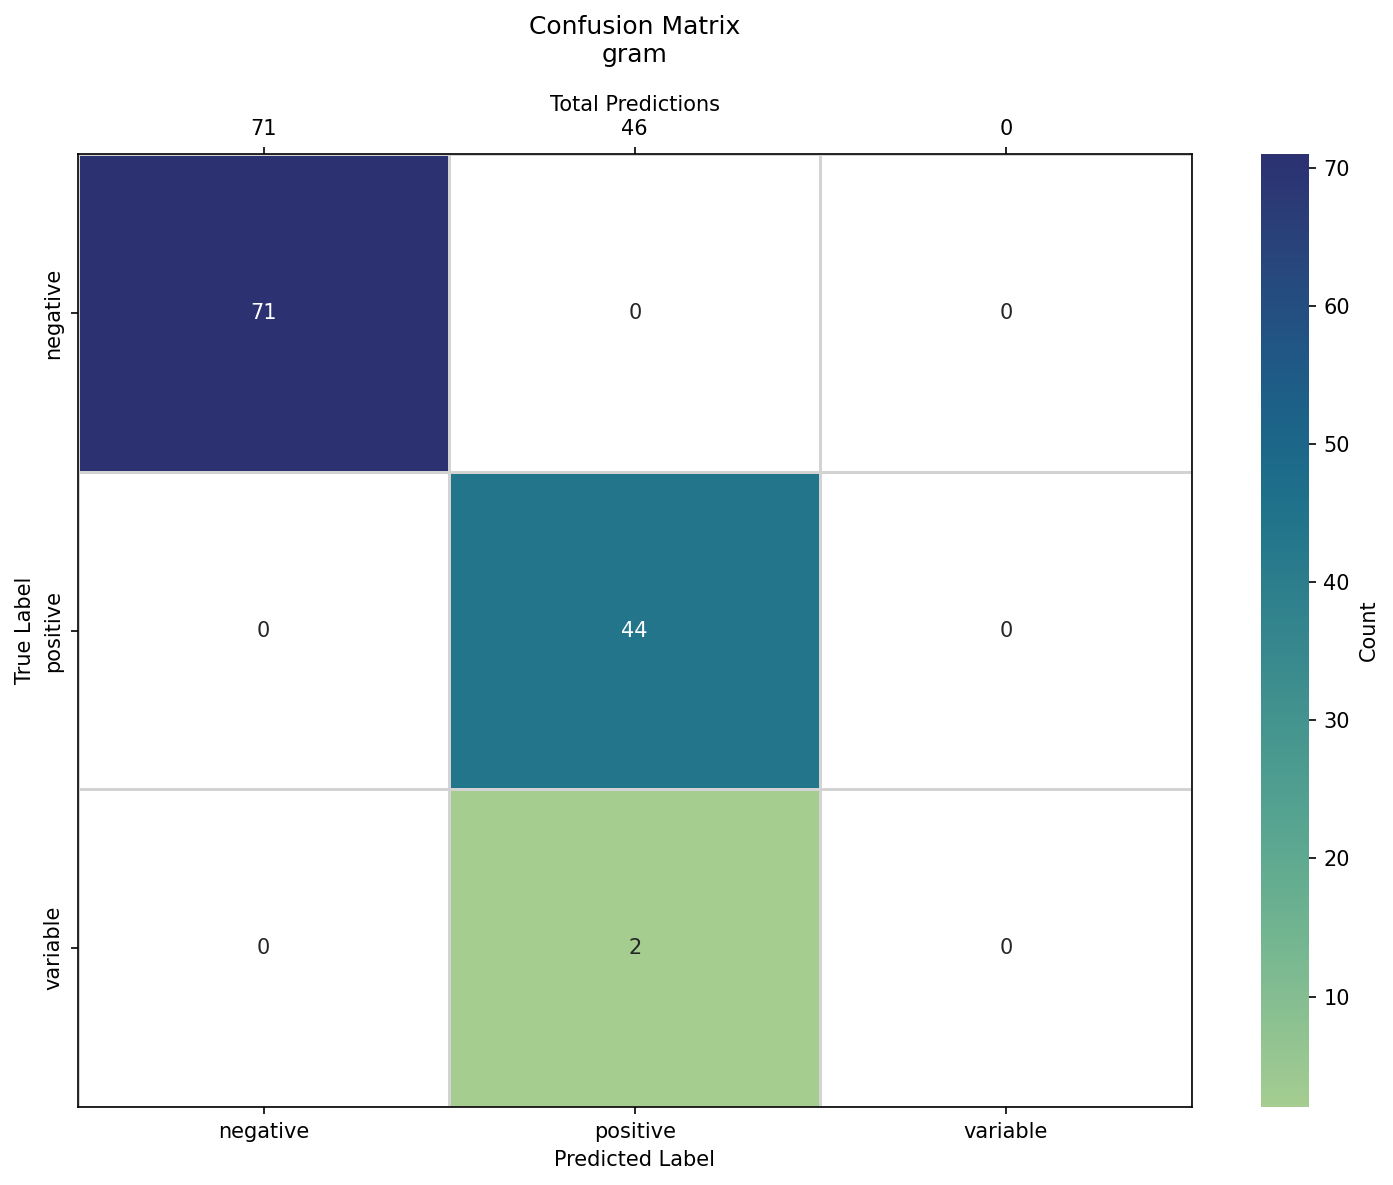 Confusion Matrix
gram
Total Predictions
71 46 0
negative 71 0 0
True Label
positive 0 44 0
variable 0 2 0
negative positive variable
Predicted Label
70
60
50
40
30
20
10
Count